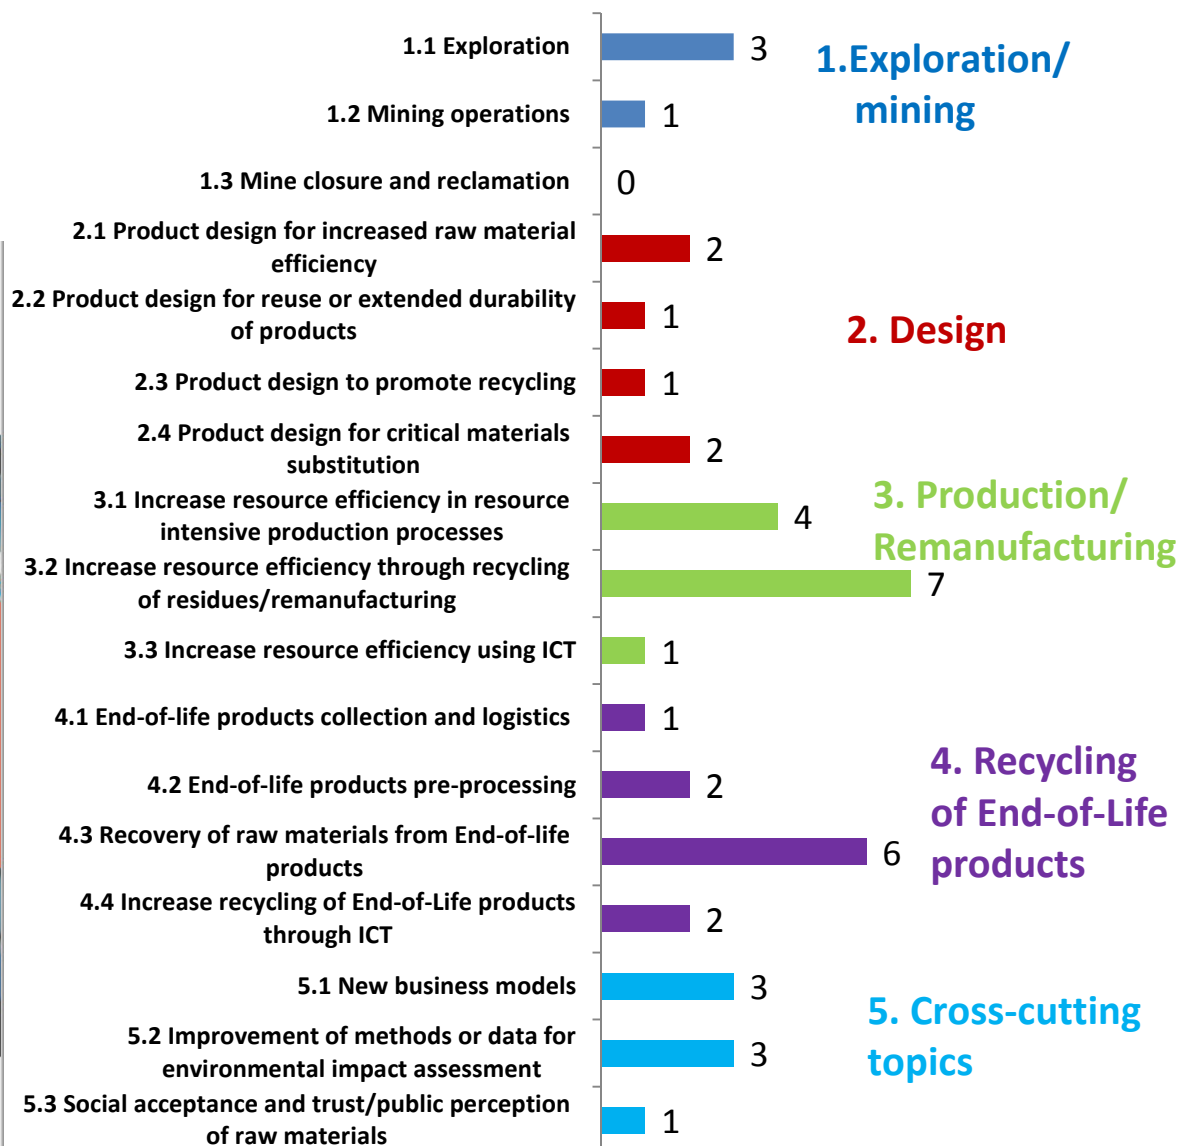 1.1 Exploration
3
1.Exploration/
mining
1.2 Mining operations
1
1.3 Mine closure and reclamation
0
2.1 Product design for increased raw material
efficiency
2
2.2 Product design for reuse or extended durability
of products
1
2. Design
2.3 Product design to promote recycling
1
2.4 Product design for critical materials
substitution
2
3.1 Increase resource efficiency in resource
intensive production processes
4
3. Production/
Remanufacturing
3.2 Increase resource efficiency through recycling
of residues/remanufacturing
7
3.3 Increase resource efficiency using ICT
1
4.1 End-of-life products collection and logistics
1
4.2 End-of-life products pre-processing
2
4. Recycling
of End-of-Life
products
4.3 Recovery of raw materials from End-of-life
products
6
4.4 Increase recycling of End-of-Life products
through ICT
2
5.1 New business models
3
5. Cross-cutting
topics
5.2 Improvement of methods or data for
environmental impact assessment
3
5.3 Social acceptance and trust/public perception
of raw materials
1